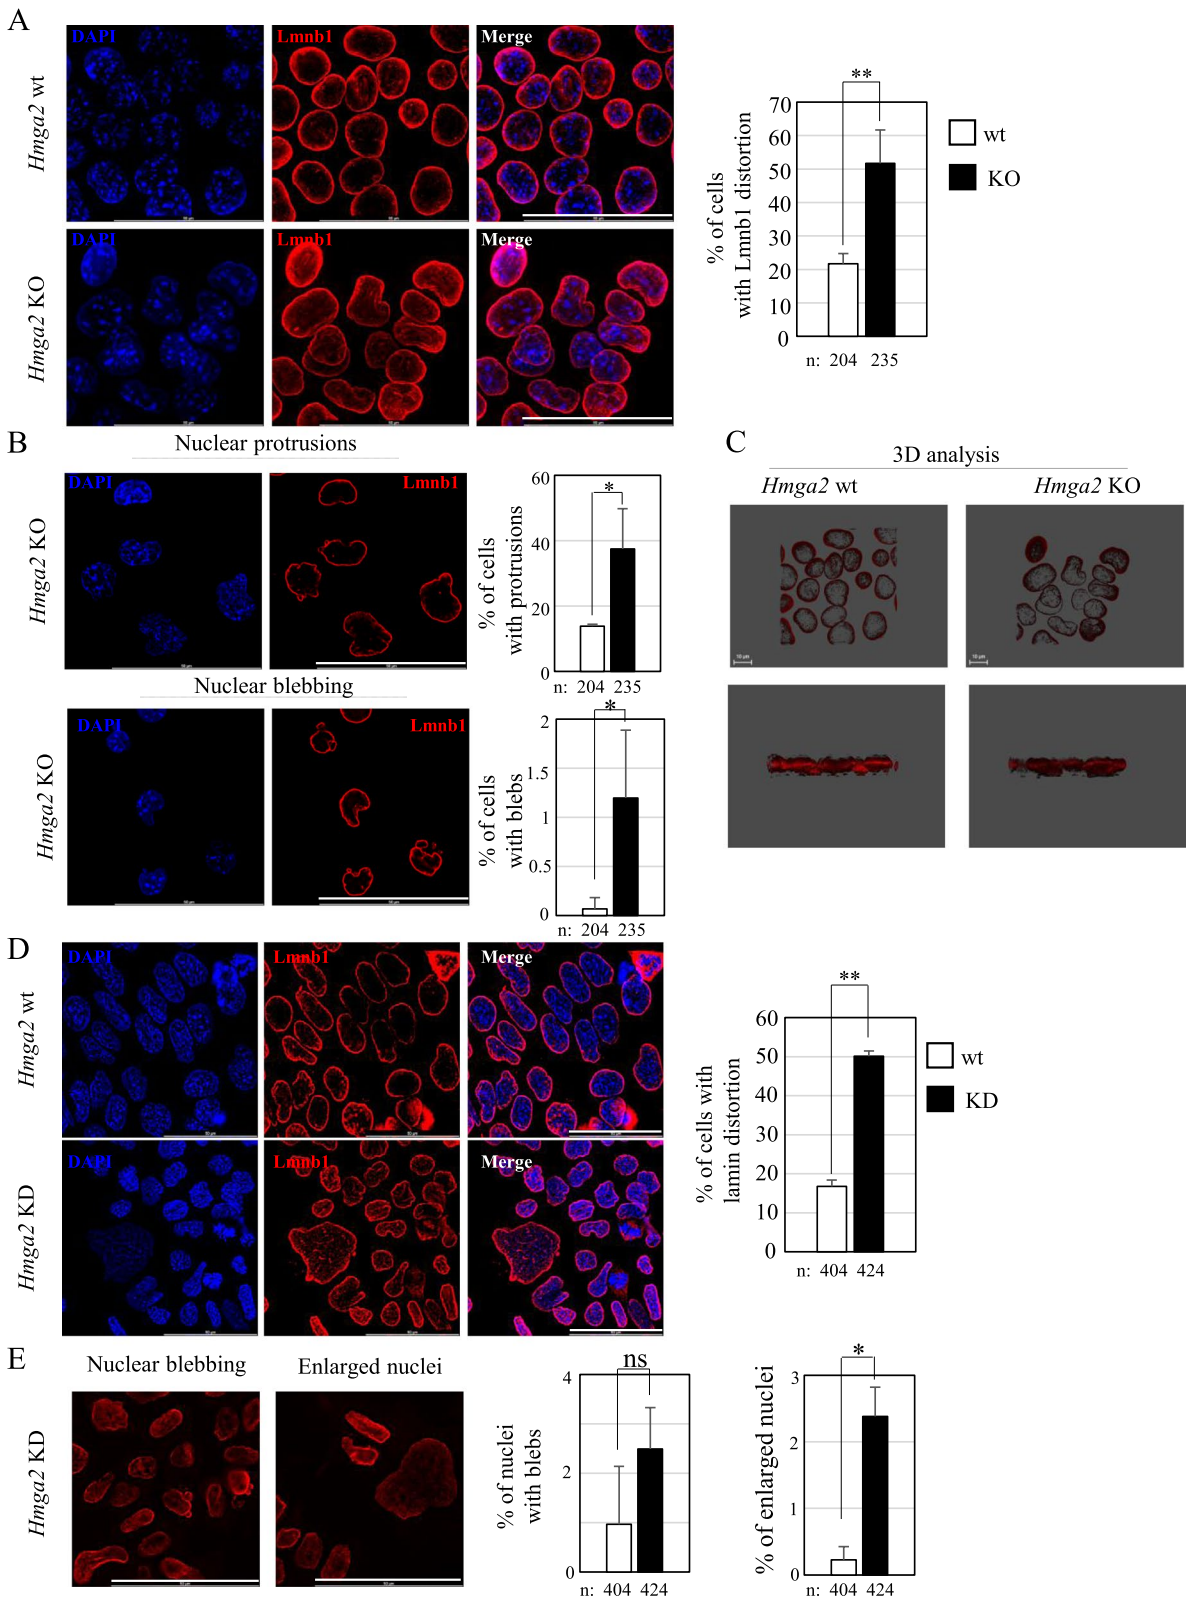 A
DAPI
Lmnb1
Merge
Hmga2 wt
DAPI
Lmnb1
Merge
Hmga2 KO
**
% of cells
with Lmnb1 distortion
70
60
50
40
30
20
10
0
n: 204 235
wt
KO
B
Nuclear protrusions
DAPI
Lmnb1
Hmga2 KO
*
% of cells
with protrusions
60
40
20
0
n: 204 235
Nuclear blebbing
DAPI
Lmnb1
Hmga2 KO
*
% of cells
with blebs
2
1.5
1
0.5
0
n: 204 235
C
3D analysis
Hmga2 wt
Hmga2 KO
10 µm
10 µm
D
DAPI
Lmnb1
Merge
Hmga2 wt
DAPI
Lmnb1
Merge
Hmga2 KD
**
% of cells with
lamin distortion
60
50
40
30
20
10
0
n: 404 424
wt
KD
E
Nuclear blebbing
Enlarged nuclei
Hmga2 KD
ns
% of nuclei
with blebs
4
2
0
n: 404 424
*
% of enlarged nuclei
3
2
1
0
n: 404 424